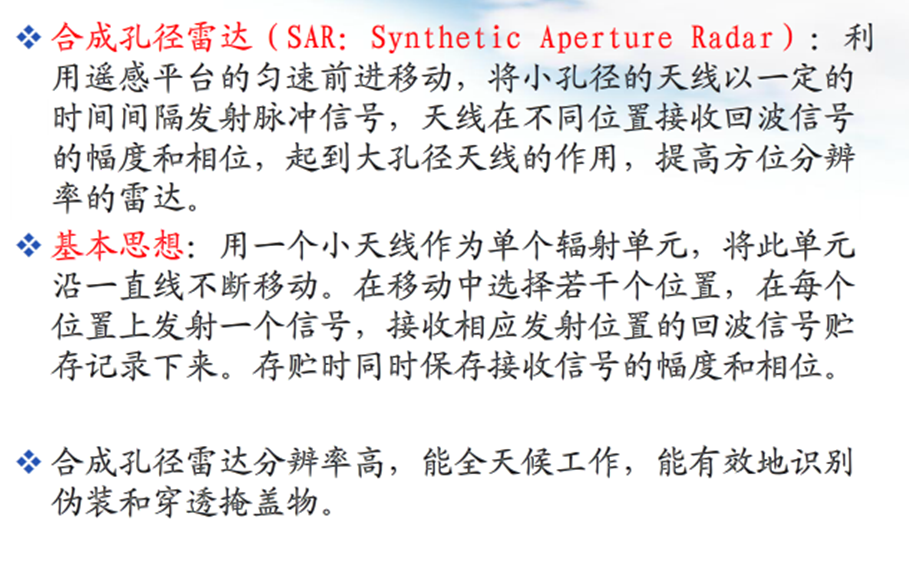 ❖ 合成孔径雷达（SAR：Synthetic Aperture Radar）：利
用遥感平台的匀速前进移动，将小孔径的天线以一定的
时间间隔发射脉冲信号，天线在不同位置接收回波信号
的幅度和相位，起到大孔径天线的作用，提高方位分辨
率的雷达。
❖ 基本思想：用一个小天线作为单个辐射单元，将此单元
沿一直线不断移动。在移动中选择若干个位置，在每个
位置上发射一个信号，接收相应发射位置的回波信号贮
存记录下来。存贮时同时保存接收信号的幅度和相位。
❖ 合成孔径雷达分辨率高，能全天候工作，能有效地识别
伪装和穿透掩盖物。